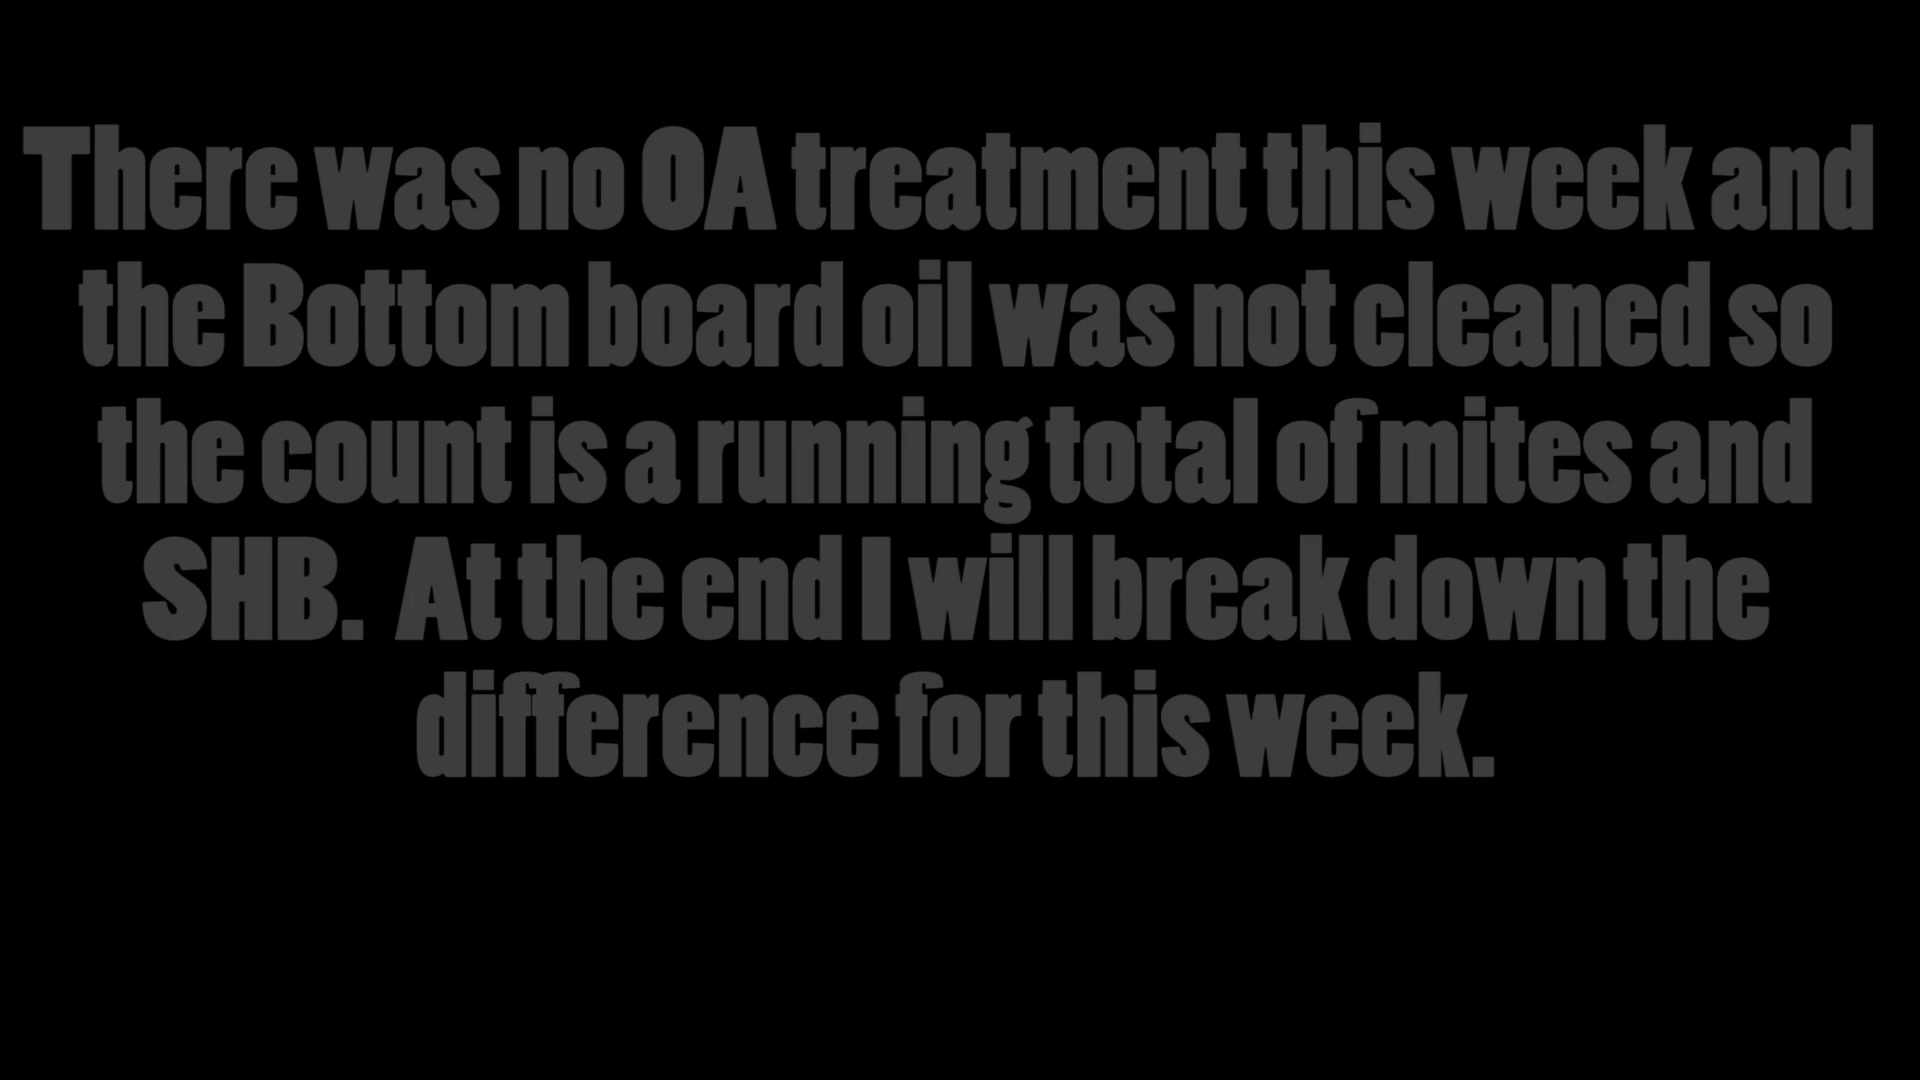 There was no OA treatment this week and
the Bottom board oil was not cleaned so
the count is a running total of mites and
SHB.  At the end I will break down the
difference for this week.